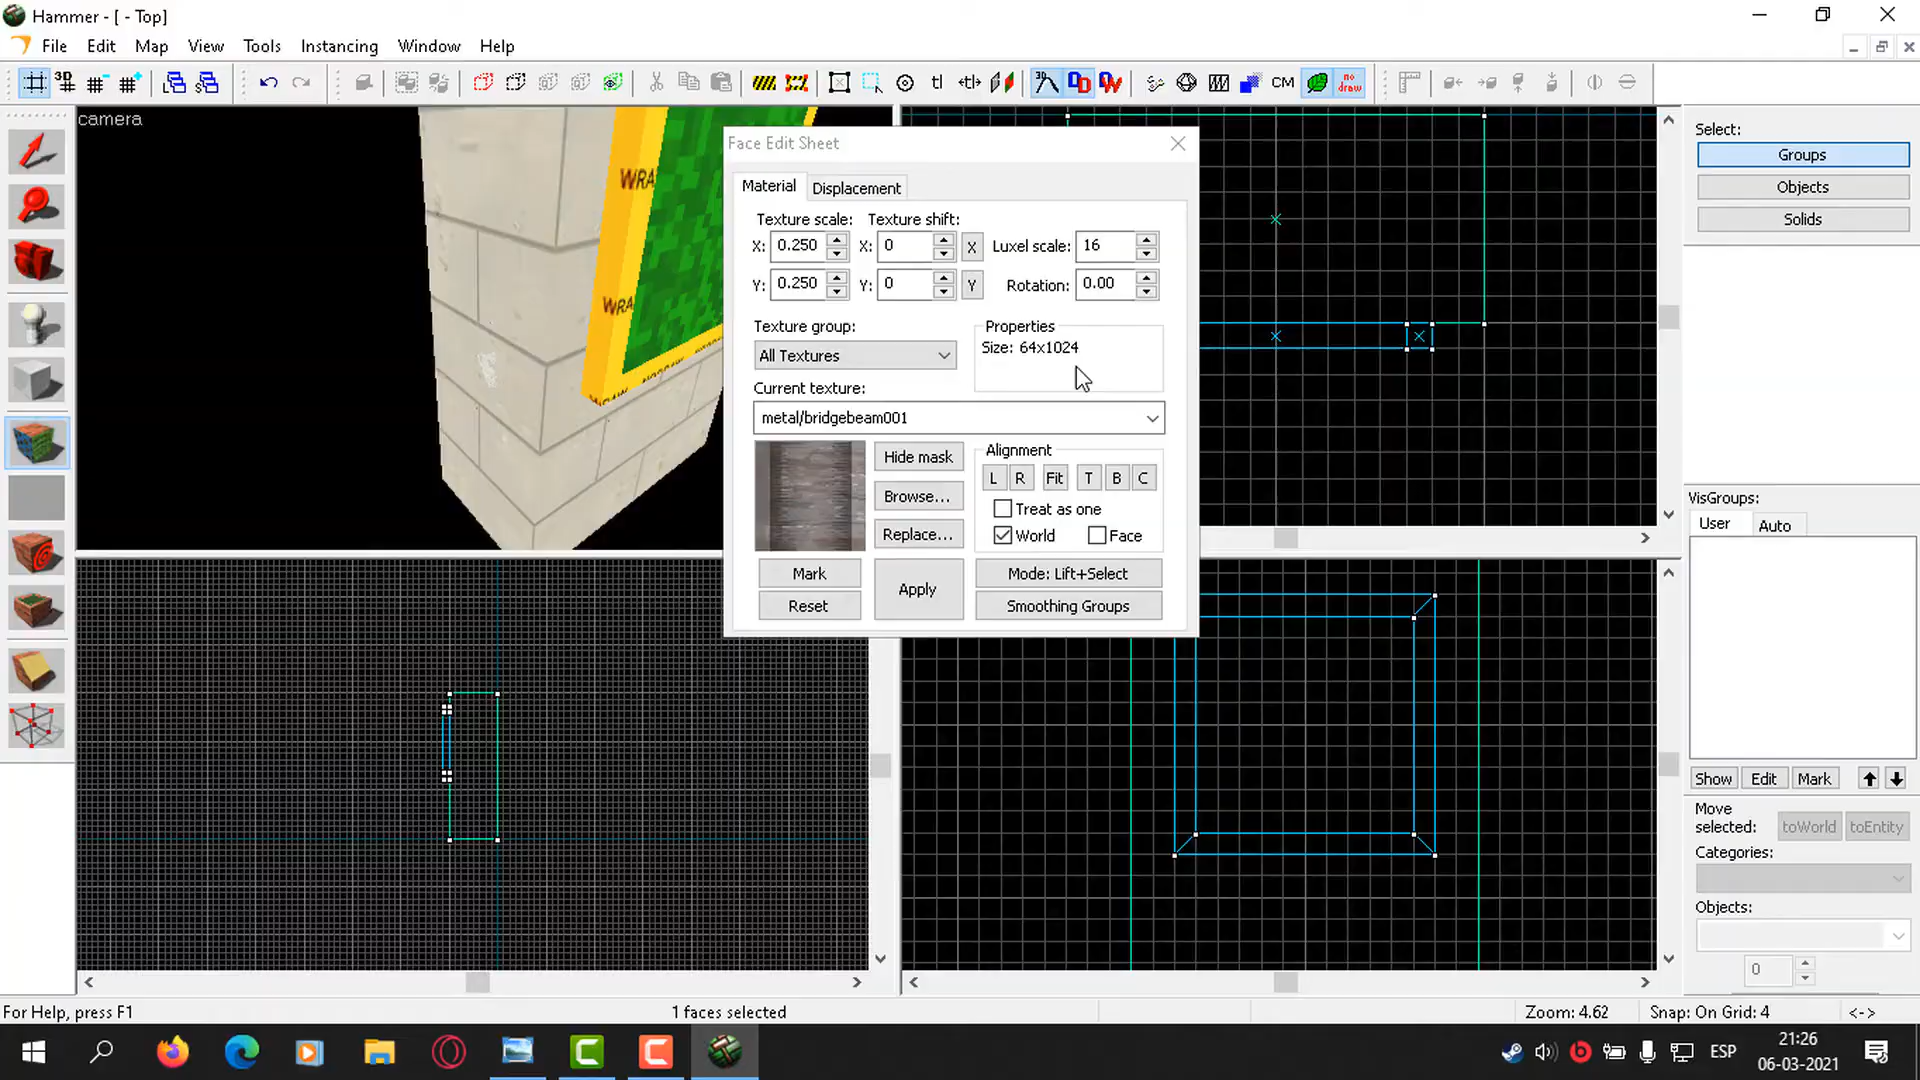 Hammer - [ - Top]
File Edit Map View Tools Instancing Window Help
3D tl <tl> CM no draw
camera
WRA
WRA
Face Edit Sheet
Material Displacement
Texture scale: Texture shift:
X: 0.250 X: 0 X Luxel scale: 16
Y: 0.250 Y: 0 Y Rotation: 0.00
Texture group: Properties
All Textures Size: 64x1024
Current texture:
metal/bridgebeam001
Hide mask Alignment
L R Fit T B C
Browse... Treat as one
Replace... World Face
Mark Apply Mode: Lift+Select
Reset Smoothing Groups
Select:
Groups
Objects
Solids
VisGroups:
User Auto
Show Edit Mark
Move
selected: toWorld toEntity
Categories:
Objects:
0
For Help, press F1 1 faces selected Zoom: 4.62 Snap: On Grid: 4 <->
ESP 21:26
06-03-2021